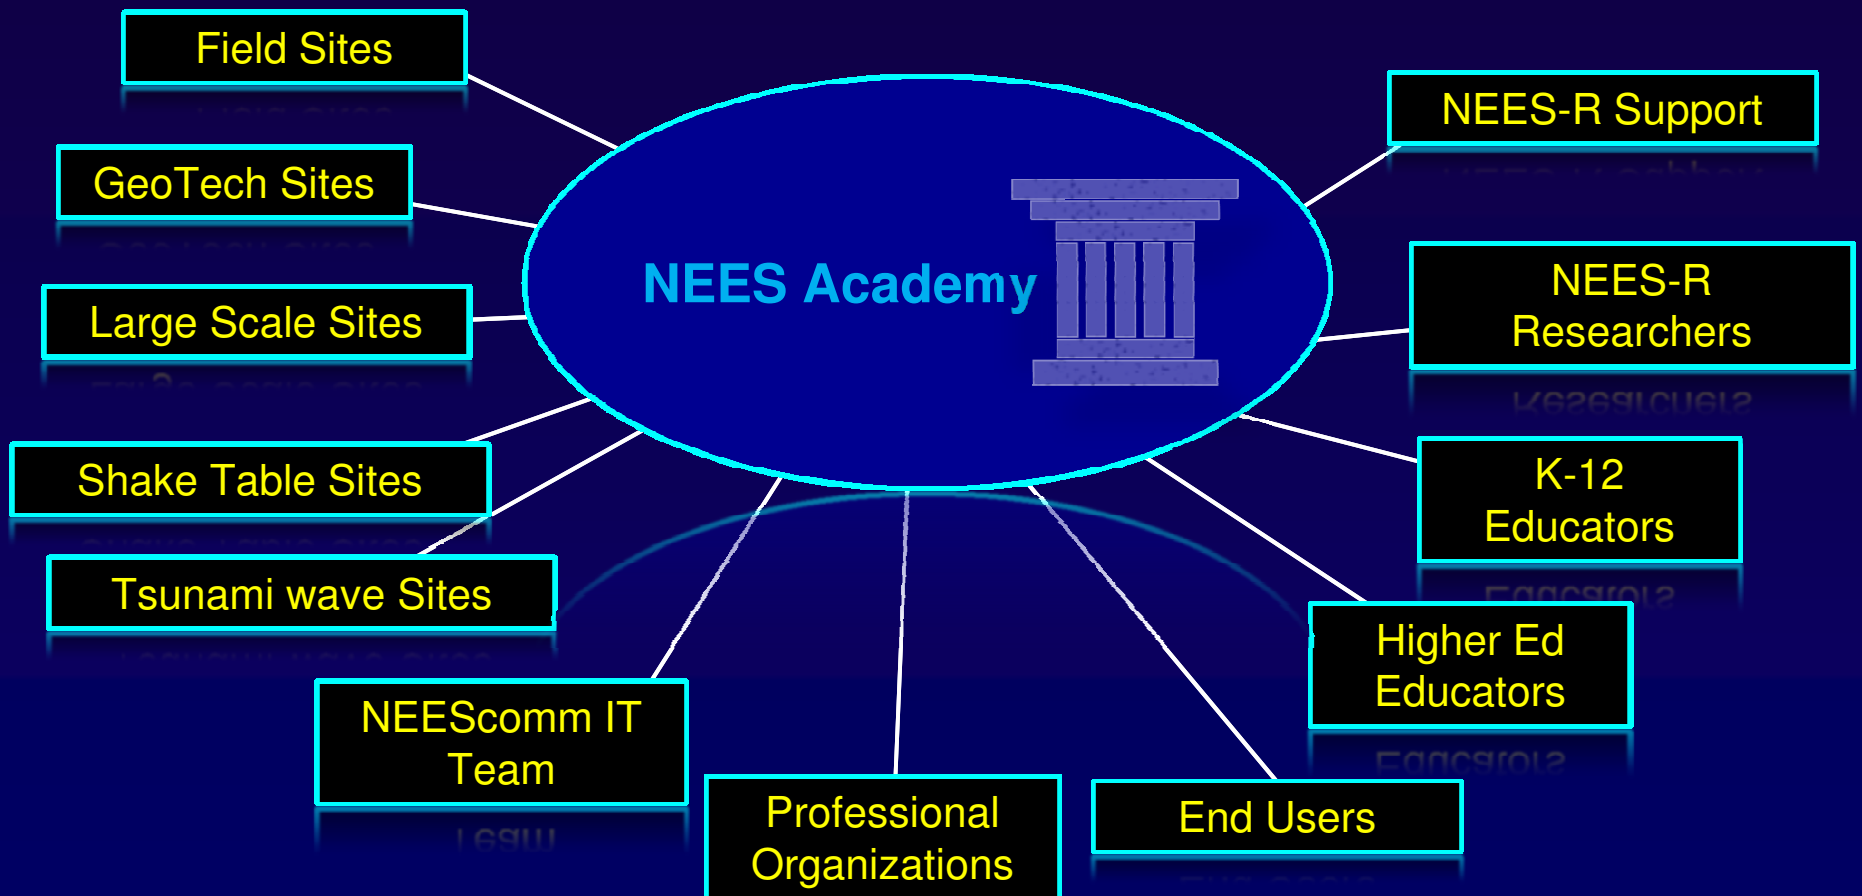 Field Sites
GeoTech Sites
Large Scale Sites
Shake Table Sites
Tsunami wave Sites
NEEScomm IT
Team
Professional
Organizations
End Users
Higher Ed
Educators
K-12
Educators
NEES-R
Researchers
NEES-R Support
NEES Academy